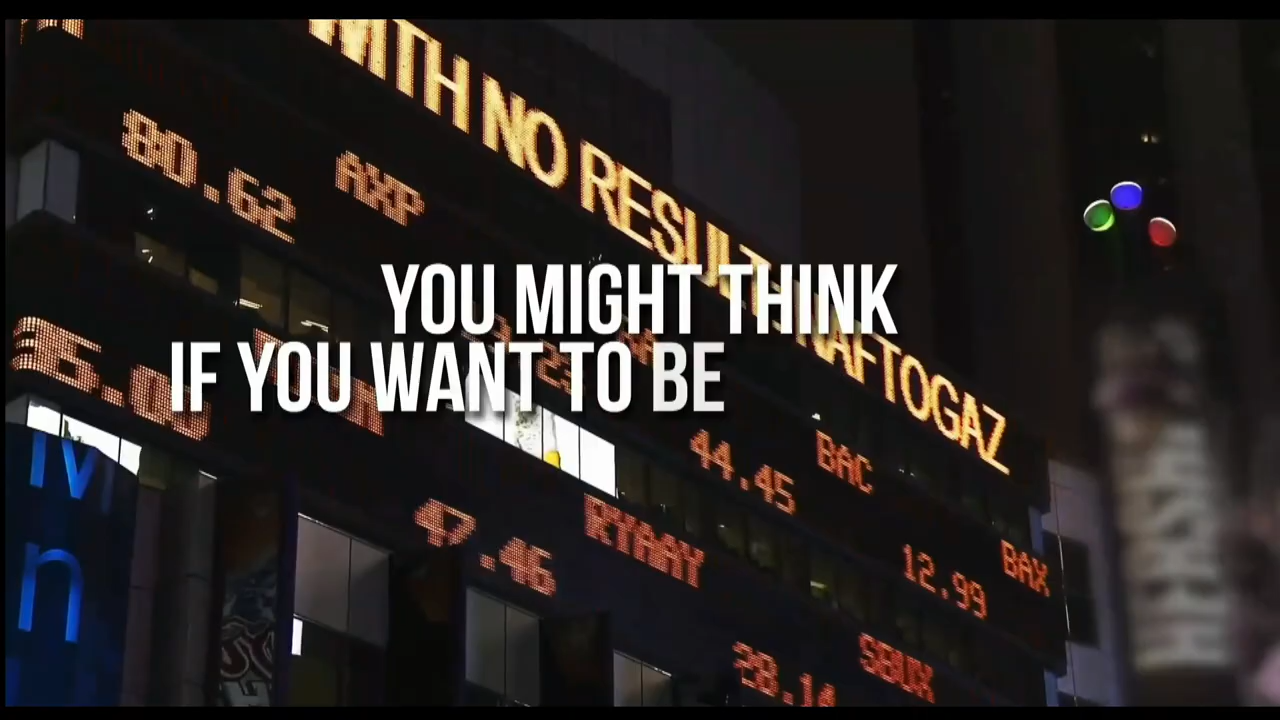 WITH NO RESULT: NAFTOGAZ
80.62 AXP
YOU MIGHT THINK
IF YOU WANT TO BE
44.45 BAC
47.46 RYAAY
12.99 BAX
28.14 SBUX
n